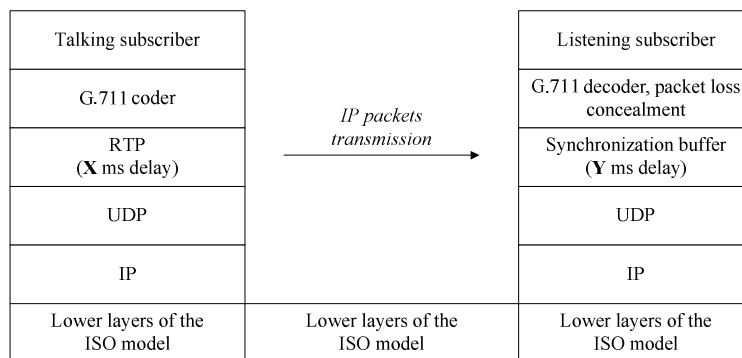 Talking subscriber
G.711 coder
RTP
(X ms delay)
UDP
IP
Lower layers of the
ISO model
IP packets
transmission
Lower layers of the
ISO model
Listening subscriber
G.711 decoder, packet loss
concealment
Synchronization buffer
(Y ms delay)
UDP
IP
Lower layers of the
ISO model